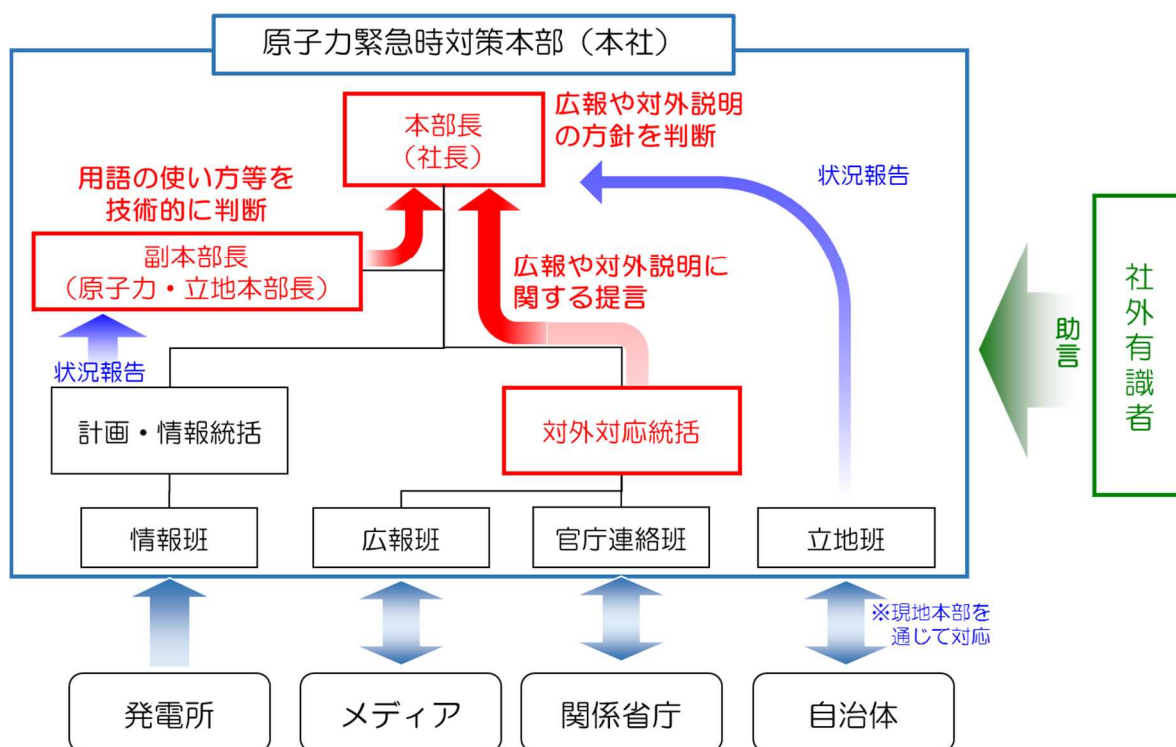 原子力緊急時対策本部（本社）
本部長
（社長）
広報や対外説明
の方針を判断
用語の使い方等を
技術的に判断
状況報告
副本部長
（原子力・立地本部長）
広報や対外説明に
関する提言
状況報告
計画・情報統括
対外対応統括
情報班
広報班
官庁連絡班
立地班
助言
社外有識者
※現地本部を
通じて対応
発電所
メディア
関係省庁
自治体